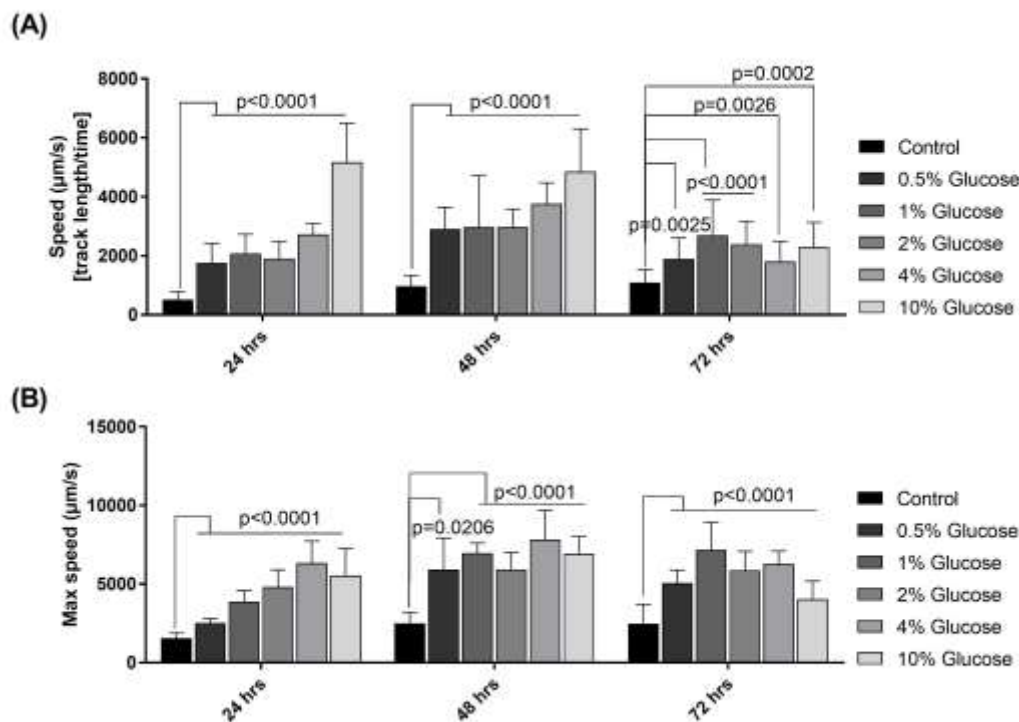 (A)
Speed (μm/s)
[track length/time]
8000
6000
4000
2000
0
p<0.0001
p<0.0001
p=0.0002
p=0.0026
p<0.0001
p=0.0025
24 hrs
48 hrs
72 hrs
Control
0.5% Glucose
1% Glucose
2% Glucose
4% Glucose
10% Glucose
(B)
Max speed (μm/s)
15000
10000
5000
0
p<0.0001
p<0.0001
p=0.0206
p<0.0001
24 hrs
48 hrs
72 hrs
Control
0.5% Glucose
1% Glucose
2% Glucose
4% Glucose
10% Glucose